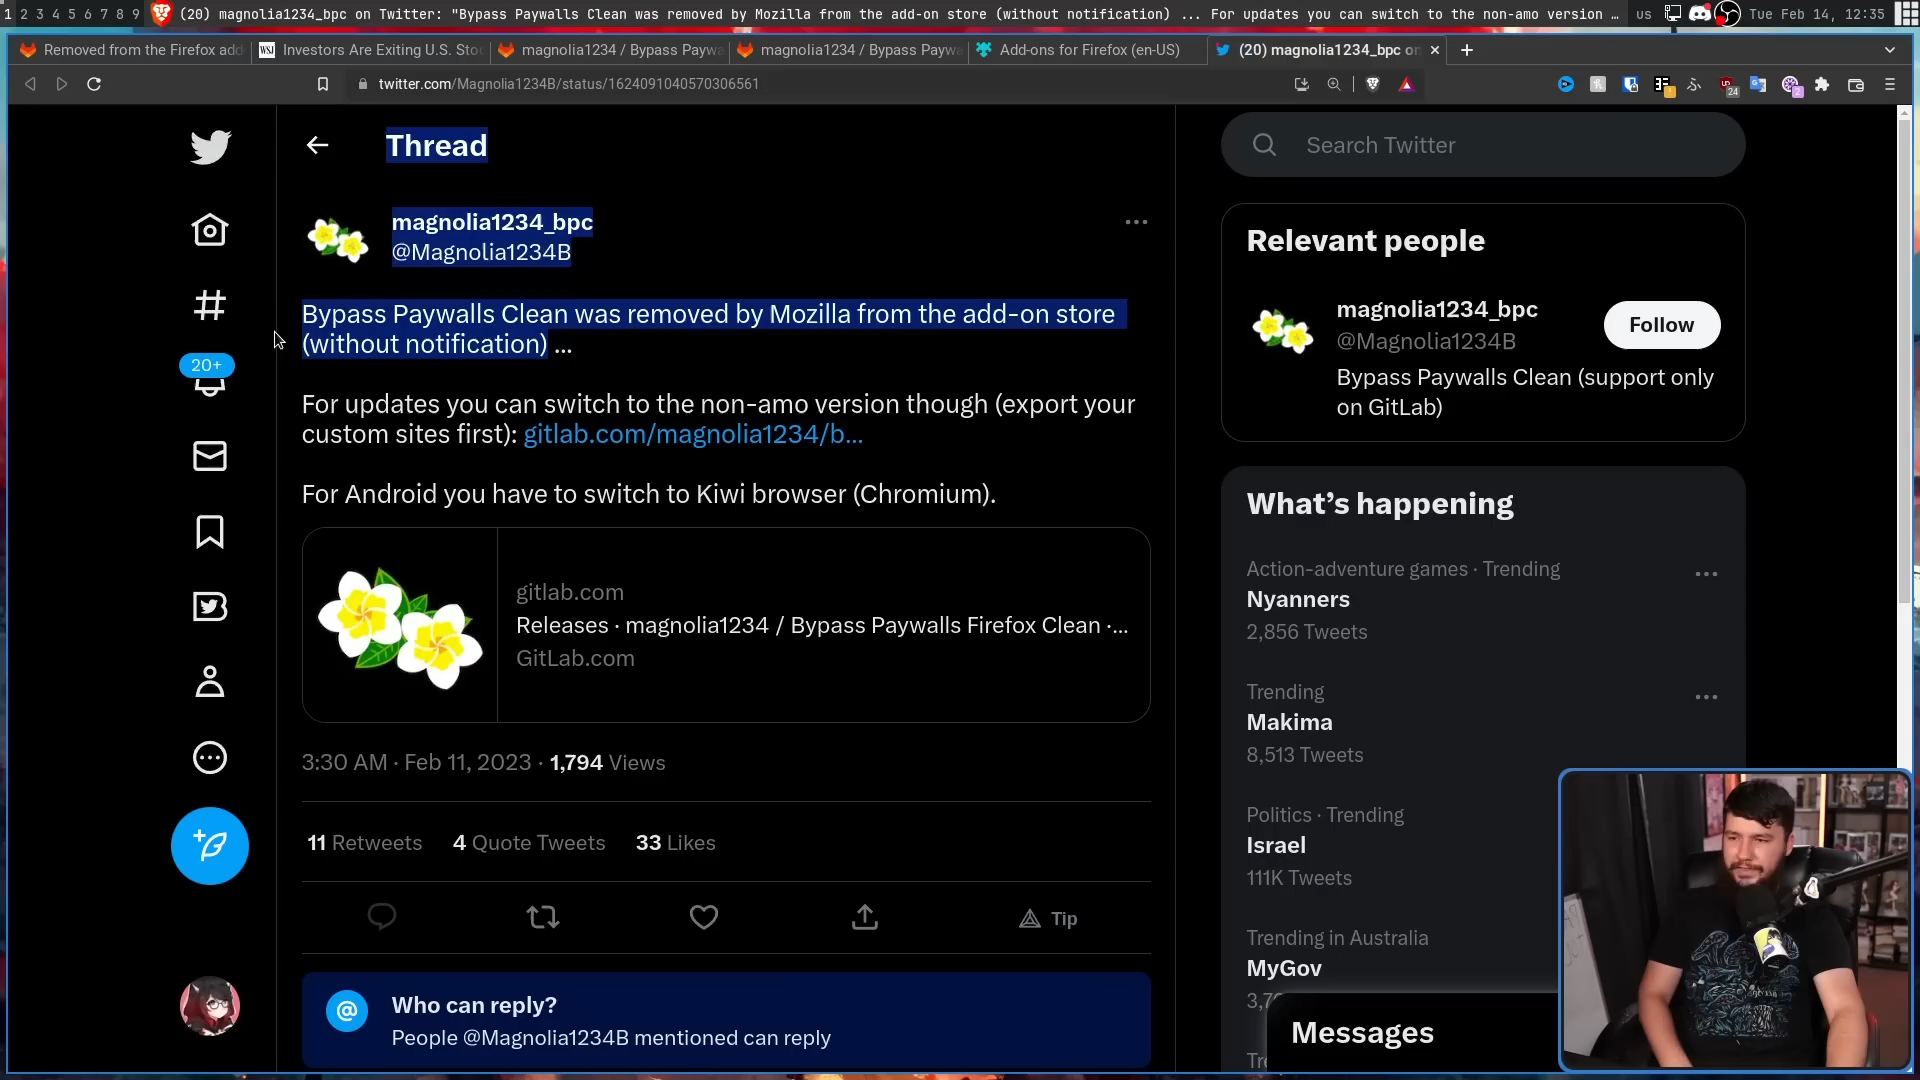 1 2 3 4 5 6 7 8 9 (20) magnolia1234_bpc on Twitter: "Bypass Paywalls Clean was removed by Mozilla from the add-on store (without notification) ... For updates you can switch to the non-amo version … us Tue Feb 14, 12:35
Removed from the Firefox add WSJ Investors Are Exiting U.S. Sto magnolia1234 / Bypass Paywa magnolia1234 / Bypass Paywa Add-ons for Firefox (en-US) (20) magnolia1234_bpc on
twitter.com/Magnolia1234B/status/1624091040570306561
24
2
Thread
magnolia1234_bpc
@Magnolia1234B
Bypass Paywalls Clean was removed by Mozilla from the add-on store
(without notification) ...
For updates you can switch to the non-amo version though (export your
custom sites first): gitlab.com/magnolia1234/b…
For Android you have to switch to Kiwi browser (Chromium).
gitlab.com
Releases · magnolia1234 / Bypass Paywalls Firefox Clean ·...
GitLab.com
3:30 AM · Feb 11, 2023 · 1,794 Views
11 Retweets 4 Quote Tweets 33 Likes
Tip
Who can reply?
People @Magnolia1234B mentioned can reply
20+
Search Twitter
Relevant people
magnolia1234_bpc
@Magnolia1234B
Follow
Bypass Paywalls Clean (support only
on GitLab)
What's happening
Action-adventure games · Trending
Nyanners
2,856 Tweets
Trending
Makima
8,513 Tweets
Politics · Trending
Israel
111K Tweets
Trending in Australia
MyGov
Messages